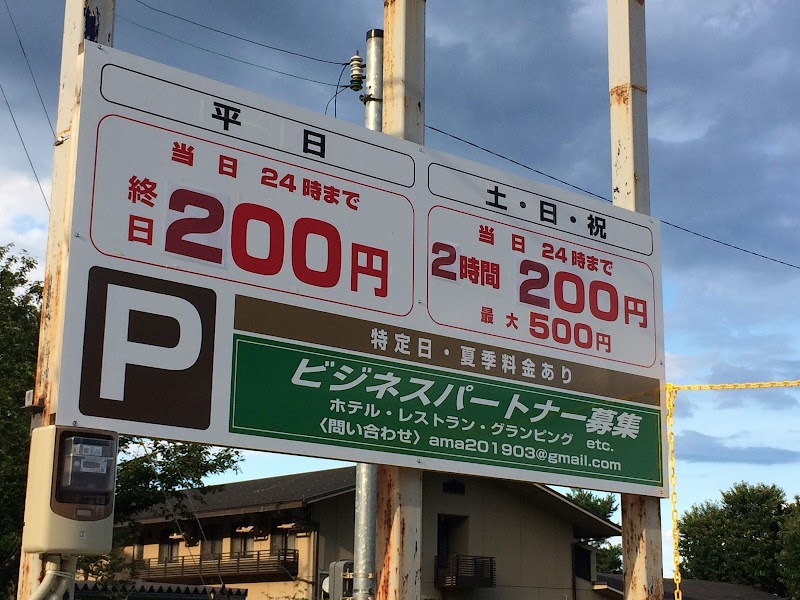 平日
当日 24時まで
終日 200円
土・日・祝
当日 24時まで
2時間 200円
最大 500円
P
特定日・夏季料金あり
ビジネスパートナー募集
ホテル・レストラン・グランピング etc.
〈問い合わせ〉ama201903@gmail.com